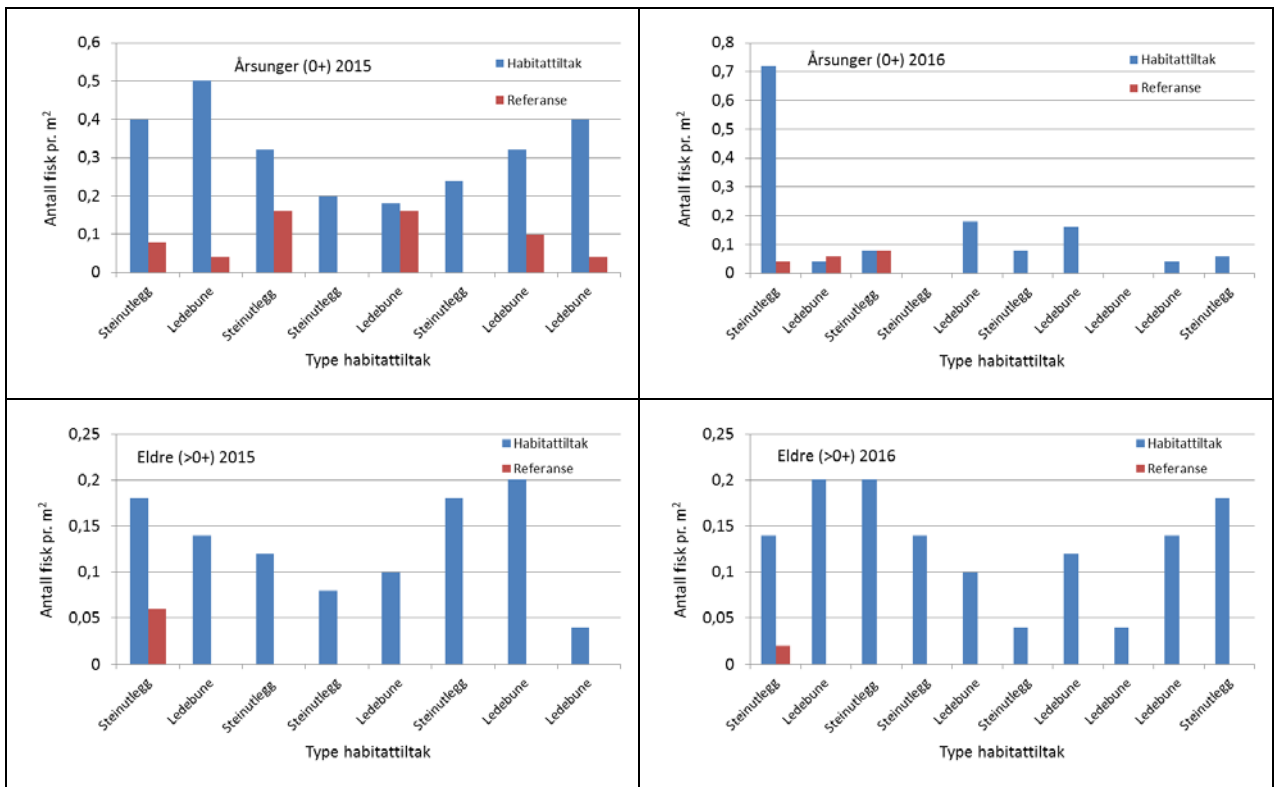 Årsunger (0+) 2015
Habitattiltak
Referanse
Antall fisk pr. m²
0,6
0,5
0,4
0,3
0,2
0,1
0
Steinutlegg
Ledebune
Steinutlegg
Steinutlegg
Ledebune
Steinutlegg
Ledebune
Ledebune
Type habitattiltak
Årsunger (0+) 2016
Habitattiltak
Referanse
Antall fisk pr. m²
0,8
0,7
0,6
0,5
0,4
0,3
0,2
0,1
0
Steinutlegg
Ledebune
Steinutlegg
Steinutlegg
Ledebune
Steinutlegg
Ledebune
Ledebune
Ledebune
Steinutlegg
Type habitattiltak
Eldre (>0+) 2015
Habitattiltak
Referanse
Antall fisk pr. m²
0,25
0,2
0,15
0,1
0,05
0
Steinutlegg
Ledebune
Steinutlegg
Steinutlegg
Ledebune
Steinutlegg
Ledebune
Ledebune
Type habitattiltak
Eldre (>0+) 2016
Habitattiltak
Referanse
Antall fisk pr. m²
0,25
0,2
0,15
0,1
0,05
0
Steinutlegg
Ledebune
Steinutlegg
Steinutlegg
Ledebune
Steinutlegg
Ledebune
Ledebune
Ledebune
Steinutlegg
Type habitattiltak